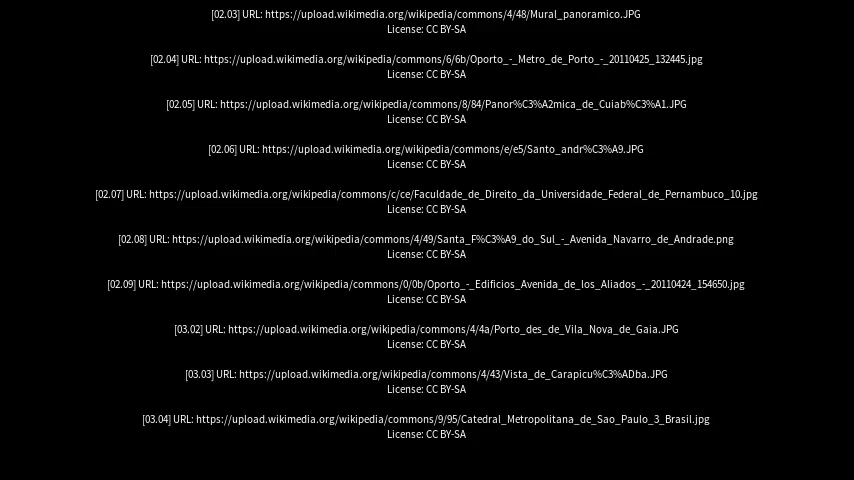 [02.03] URL: https://upload.wikimedia.org/wikipedia/commons/4/48/Mural_panoramico.JPG
License: CC BY-SA
[02.04] URL: https://upload.wikimedia.org/wikipedia/commons/6/6b/Oporto_-_Metro_de_Porto_-_20110425_132445.jpg
License: CC BY-SA
[02.05] URL: https://upload.wikimedia.org/wikipedia/commons/8/84/Panor%C3%A2mica_de_Cuiab%C3%A1.JPG
License: CC BY-SA
[02.06] URL: https://upload.wikimedia.org/wikipedia/commons/e/e5/Santo_andr%C3%A9.JPG
License: CC BY-SA
[02.07] URL: https://upload.wikimedia.org/wikipedia/commons/c/ce/Faculdade_de_Direito_da_Universidade_Federal_de_Pernambuco_10.jpg
License: CC BY-SA
[02.08] URL: https://upload.wikimedia.org/wikipedia/commons/4/49/Santa_F%C3%A9_do_Sul_-_Avenida_Navarro_de_Andrade.png
License: CC BY-SA
[02.09] URL: https://upload.wikimedia.org/wikipedia/commons/0/0b/Oporto_-_Edificios_Avenida_de_los_Aliados_-_20110424_154650.jpg
License: CC BY-SA
[03.02] URL: https://upload.wikimedia.org/wikipedia/commons/4/4a/Porto_des_de_Vila_Nova_de_Gaia.JPG
License: CC BY-SA
[03.03] URL: https://upload.wikimedia.org/wikipedia/commons/4/43/Vista_de_Carapicu%C3%ADba.JPG
License: CC BY-SA
[03.04] URL: https://upload.wikimedia.org/wikipedia/commons/9/95/Catedral_Metropolitana_de_Sao_Paulo_3_Brasil.jpg
License: CC BY-SA